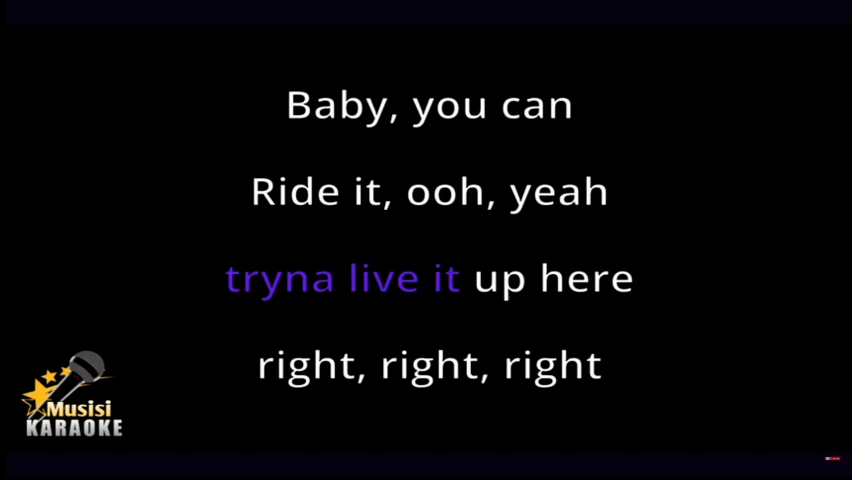 Baby, you can
Ride it, ooh, yeah
tryna live it up here
right, right, right
Musisi
KARAOKE